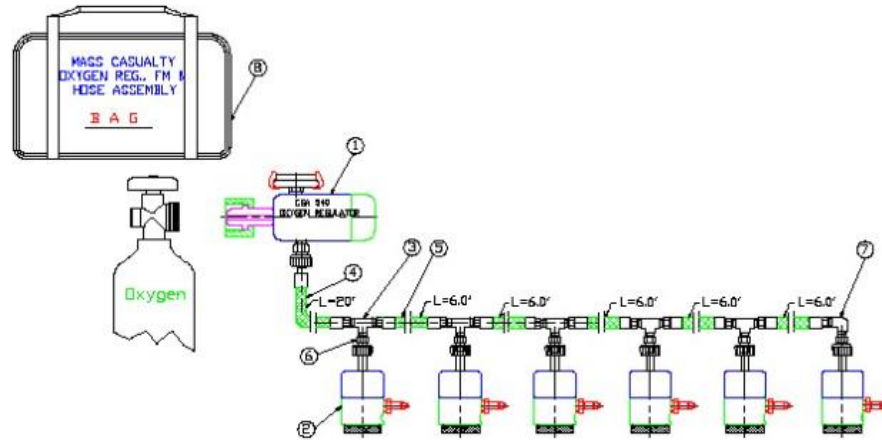 MASS CASUALTY
OXYGEN REG., FM M
HOSE ASSEMBLY
BAG
8
1
CGA 540
OXYGEN REGULATOR
3
5
7
4
Oxygen
L=20'
L=6.0'
L=6.0'
L=6.0'
L=6.0'
L=6.0'
6
2